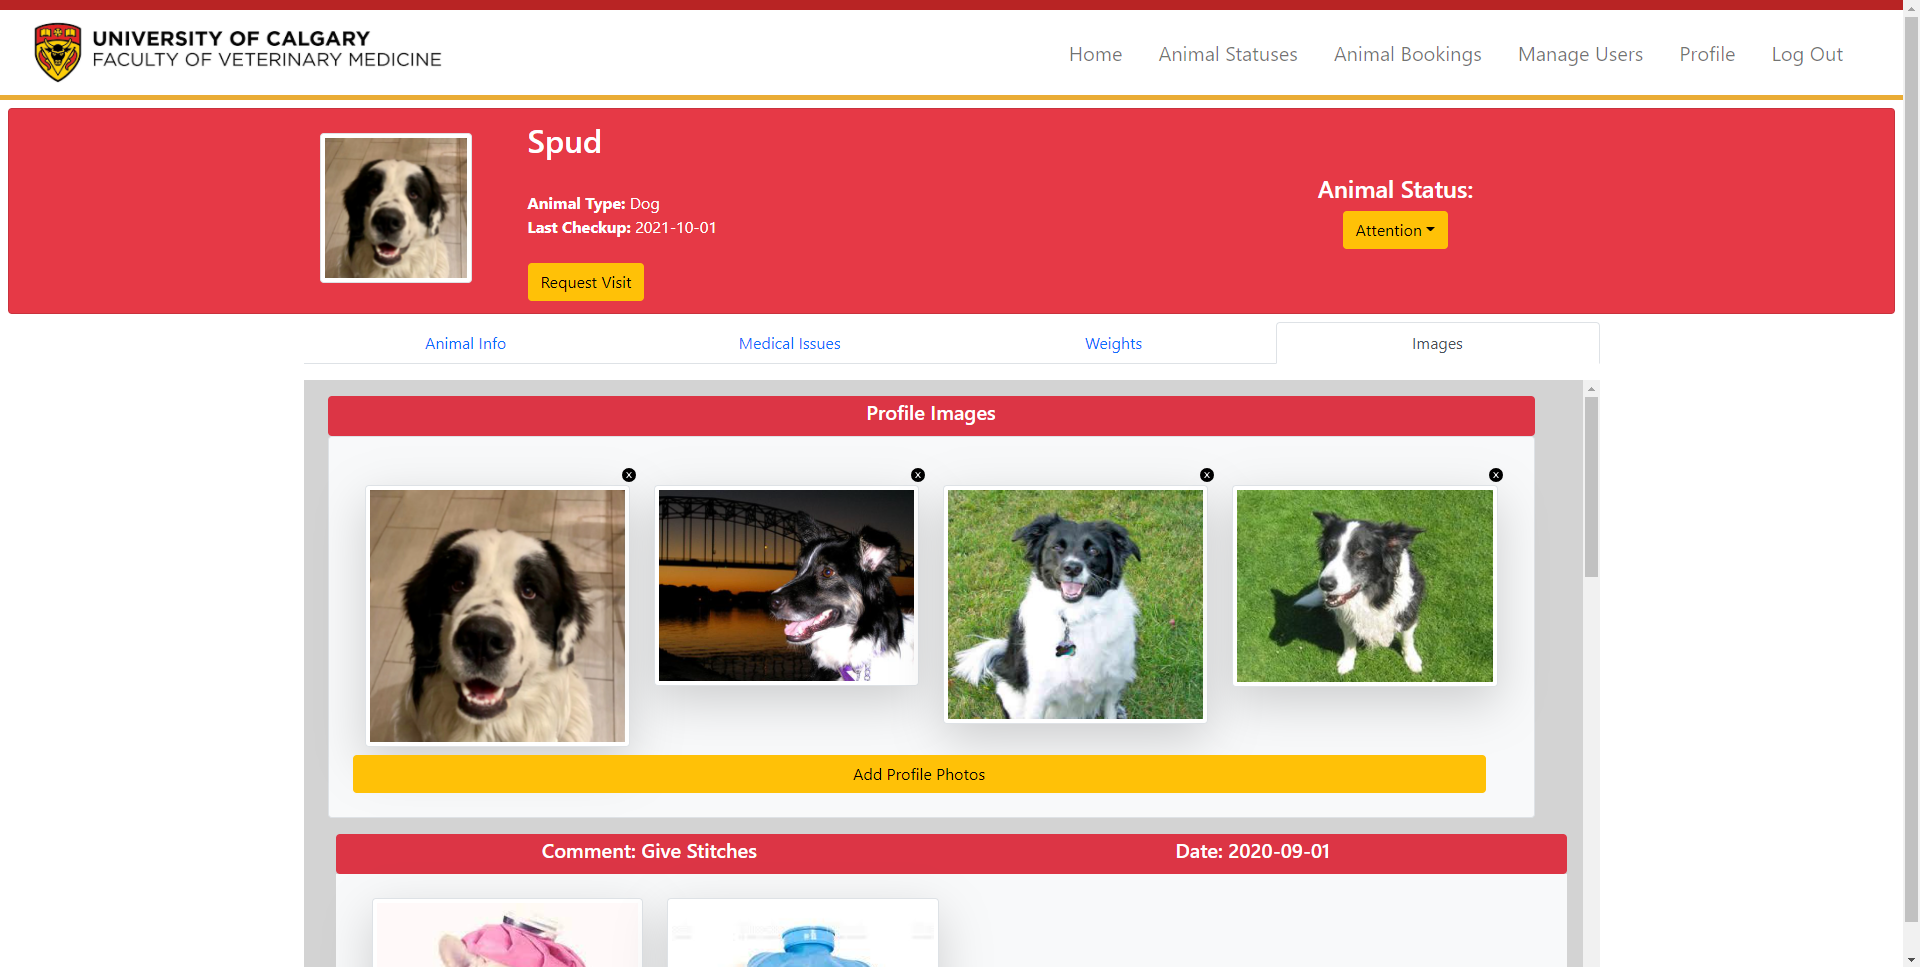 UNIVERSITY OF CALGARY
FACULTY OF VETERINARY MEDICINE
Home Animal Statuses Animal Bookings Manage Users Profile Log Out
Spud
Animal Type: Dog
Last Checkup: 2021-10-01
Request Visit
Animal Status:
Attention
Animal Info Medical Issues Weights Images
Profile Images
Add Profile Photos
Comment: Give Stitches Date: 2020-09-01